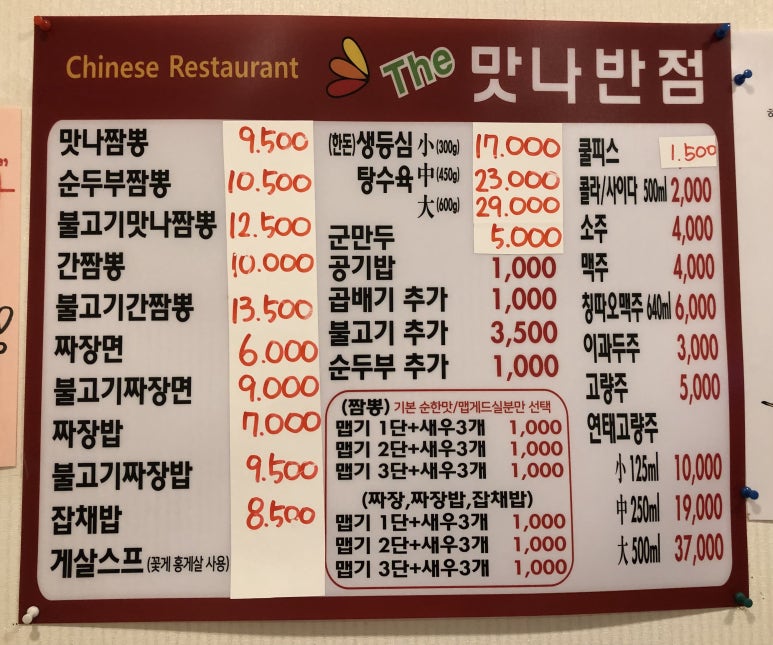 Chinese Restaurant The 맛나반점
맛나짬뽕 9.500
순두부짬뽕 10.500
불고기맛나짬뽕 12.500
간짬뽕 10.000
불고기간짬뽕 13.500
짜장면 6.000
불고기짜장면 9.000
짜장밥 7.000
불고기짜장밥 9.500
잡채밥 8.500
게살스프 (꽃게 홍게살 사용)
(한돈)생등심 小(300g) 17.000
탕수육 中(450g) 23.000
大(600g) 29.000
군만두 5.000
공기밥 1,000
곱배기 추가 1,000
불고기 추가 3,500
순두부 추가 1,000
(짬뽕) 기본 순한맛/맵게드실분만 선택
맵기 1단+새우3개 1,000
맵기 2단+새우3개 1,000
맵기 3단+새우3개 1,000
(짜장,짜장밥,잡채밥)
맵기 1단+새우3개 1,000
맵기 2단+새우3개 1,000
맵기 3단+새우3개 1,000
쿨피스 1.500
콜라/사이다 500ml 2,000
소주 4,000
맥주 4,000
칭따오맥주 640ml 6,000
이과두주 3,000
고량주 5,000
연태고량주
小 125ml 10,000
中 250ml 19,000
大 500ml 37,000